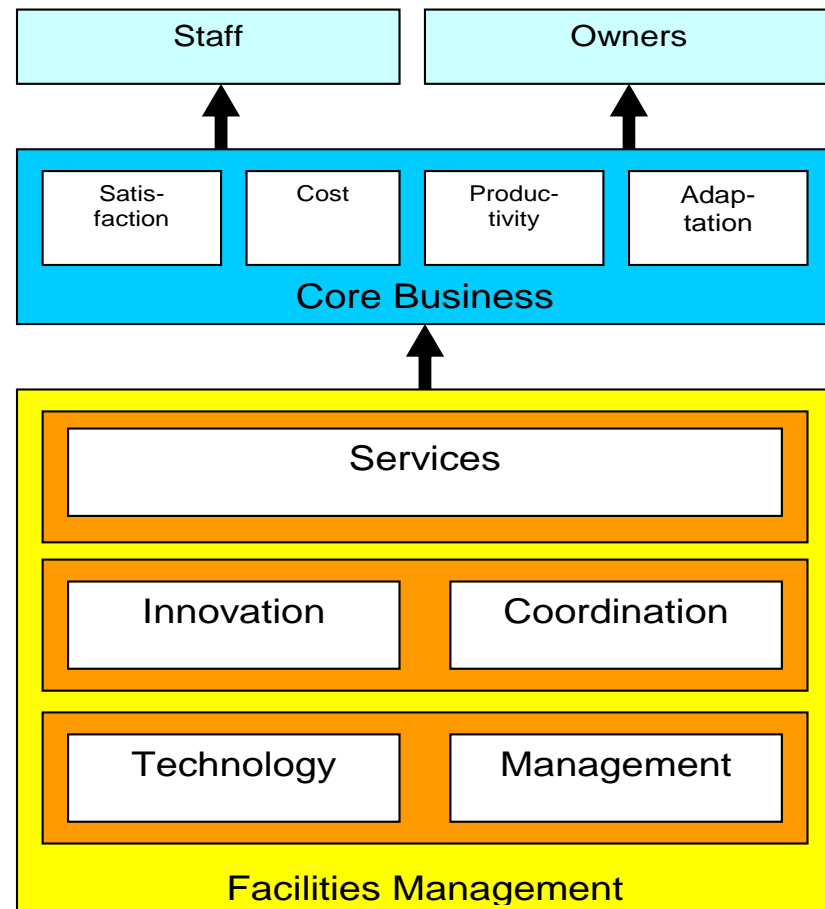 Staff
Owners
Satis-
faction
Cost
Produc-
tivity
Adap-
tation
Core Business
Services
Innovation
Coordination
Technology
Management
Facilities Management